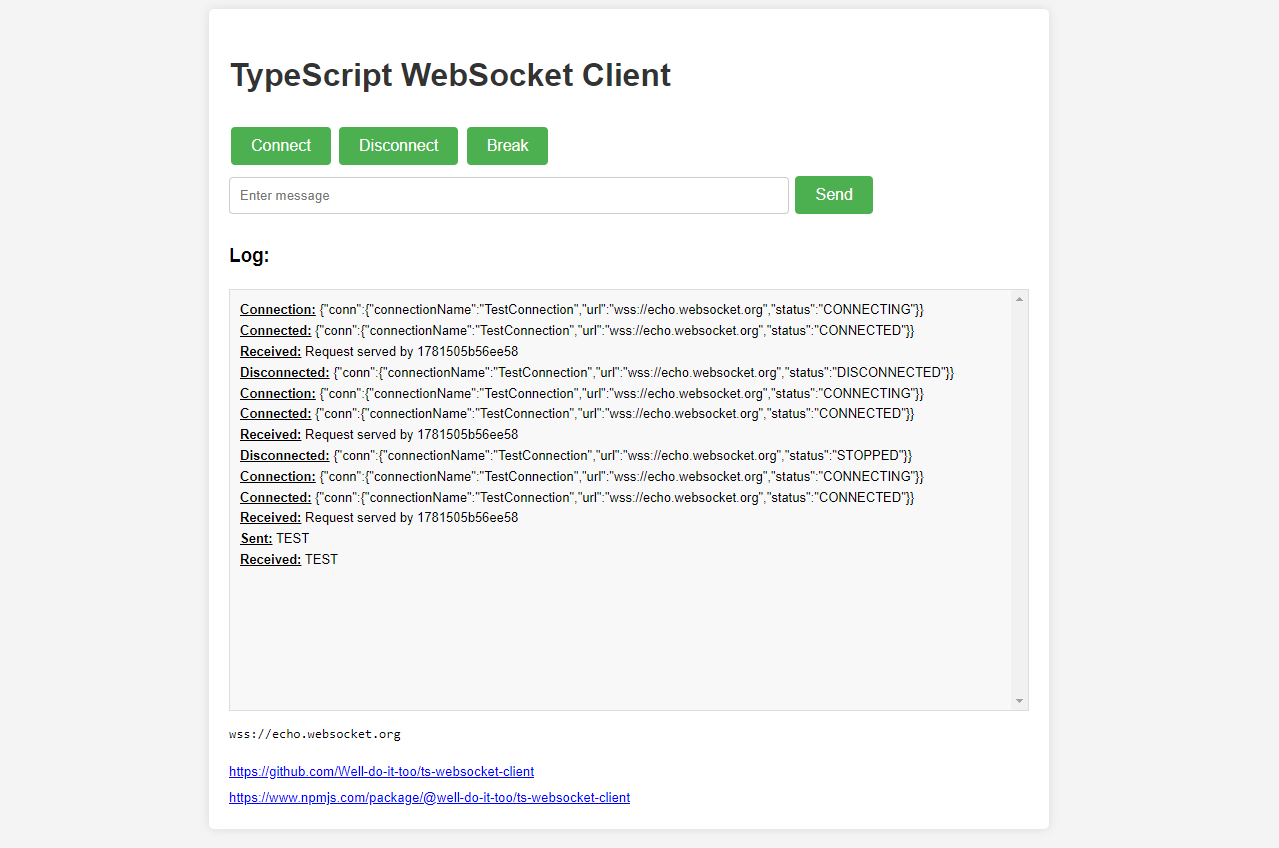 TypeScript WebSocket Client
Connect Disconnect Break
Enter message Send
Log:
Connection: {"conn":{"connectionName":"TestConnection","url":"wss://echo.websocket.org","status":"CONNECTING"}}
Connected: {"conn":{"connectionName":"TestConnection","url":"wss://echo.websocket.org","status":"CONNECTED"}}
Received: Request served by 1781505b56ee58
Disconnected: {"conn":{"connectionName":"TestConnection","url":"wss://echo.websocket.org","status":"DISCONNECTED"}}
Connection: {"conn":{"connectionName":"TestConnection","url":"wss://echo.websocket.org","status":"CONNECTING"}}
Connected: {"conn":{"connectionName":"TestConnection","url":"wss://echo.websocket.org","status":"CONNECTED"}}
Received: Request served by 1781505b56ee58
Disconnected: {"conn":{"connectionName":"TestConnection","url":"wss://echo.websocket.org","status":"STOPPED"}}
Connection: {"conn":{"connectionName":"TestConnection","url":"wss://echo.websocket.org","status":"CONNECTING"}}
Connected: {"conn":{"connectionName":"TestConnection","url":"wss://echo.websocket.org","status":"CONNECTED"}}
Received: Request served by 1781505b56ee58
Sent: TEST
Received: TEST
wss://echo.websocket.org
https://github.com/Well-do-it-too/ts-websocket-client
https://www.npmjs.com/package/@well-do-it-too/ts-websocket-client